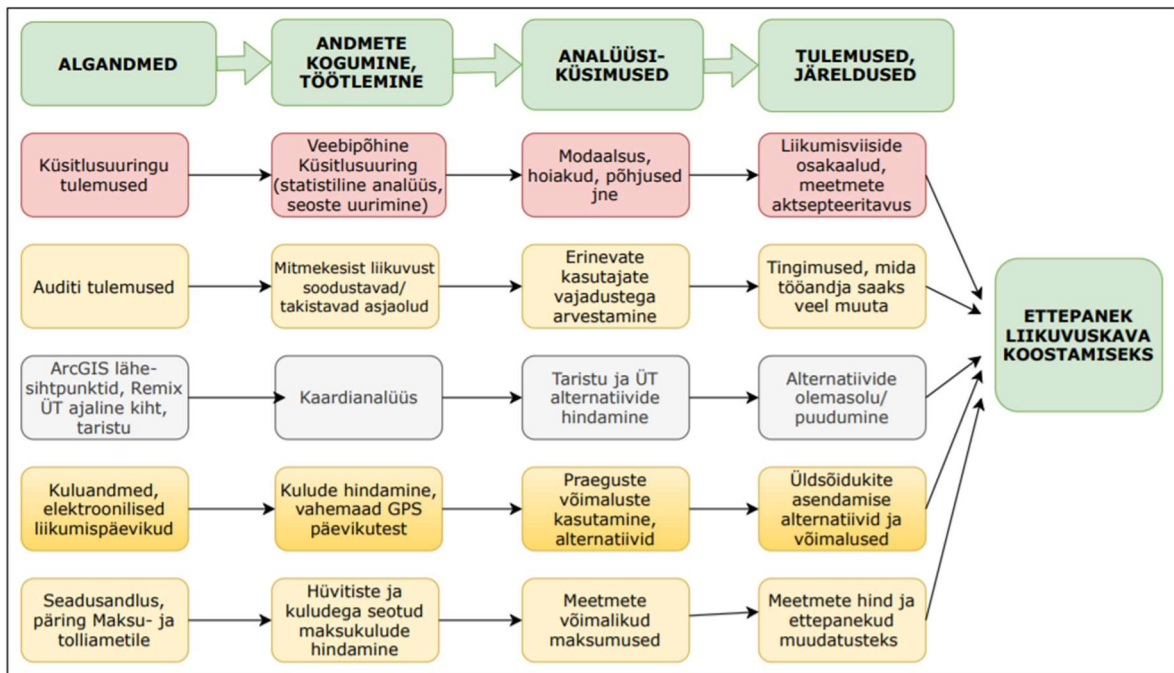 ALGANDMED
ANDMETE
KOGUMINE,
TÖÖTLEMINE
ANALÜÜSI-
KÜSIMUSED
TULEMUSED,
JÄRELDUSED
Küsitlusuuringu
tulemused
Veebipõhine
Küsitlusuuring
(statistiline analüüs,
seoste uurimine)
Modaalsus,
hoiakud, põhjused
jne
Liikumisviiside
osakaalud,
meetmete
aktsepteeritavus
Auditi tulemused
Mitmekesist liikuvust
soodustavad/
takistavad asjaolud
Erinevate
kasutajate
vajadustega
arvestamine
Tingimused, mida
tööandja saaks
veel muuta
ArcGIS lähe-
sihtpunktid, Remix
ÜT ajaline kiht,
taristu
Kaardianalüüs
Taristu ja ÜT
alternatiivide
hindamine
Alternatiivide
olemasolu/
puudumine
Kuluandmed,
elektroonilised
liikumispäevikud
Kulude hindamine,
vahemaad GPS
päevikutest
Praeguste
võimaluste
kasutamine,
alternatiivid
Üldsõidukite
asendamise
alternatiivid ja
võimalused
Seadusandlus,
päring Maksu- ja
tolliametile
Hüvitiste ja
kuludega seotud
maksukulude
hindamine
Meetmete
võimalikud
maksumused
Meetmete hind ja
ettepanekud
muudatusteks
ETTEPANEK
LIIKUVUSKAVA
KOOSTAMISEKS